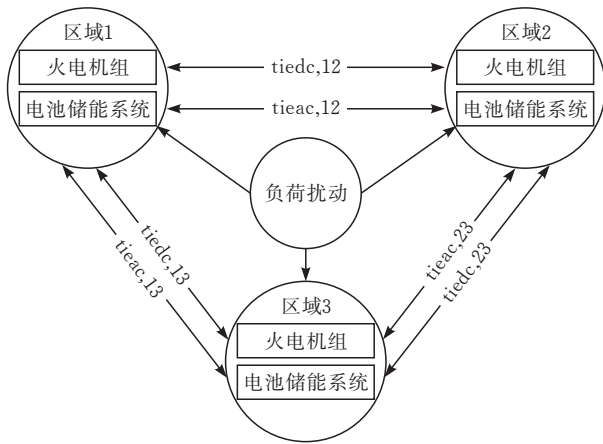 区域1
火电机组
电池储能系统
区域2
火电机组
电池储能系统
tiedc,12
tieac,12
负荷扰动
tiedc,13
tieac,13
tieac,23
tiedc,23
区域3
火电机组
电池储能系统